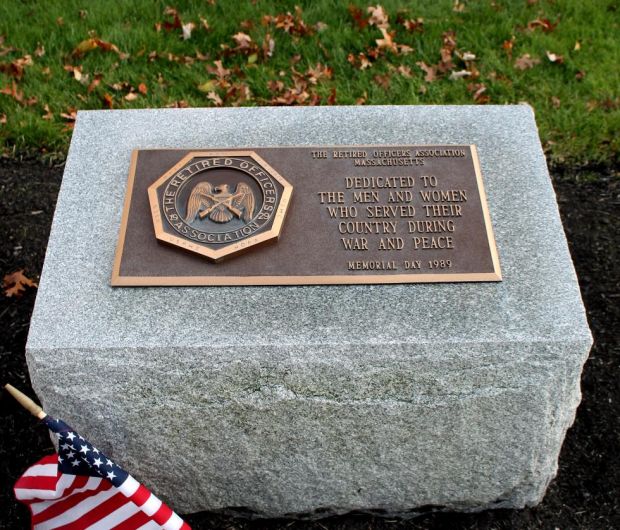 THE RETIRED OFFICERS ASSOCIATION
MASSACHUSETTS
THE RETIRED OFFICERS
ASSOCIATION
DEDICATED TO
THE MEN AND WOMEN
WHO SERVED THEIR
COUNTRY DURING
WAR AND PEACE
MEMORIAL DAY 1989